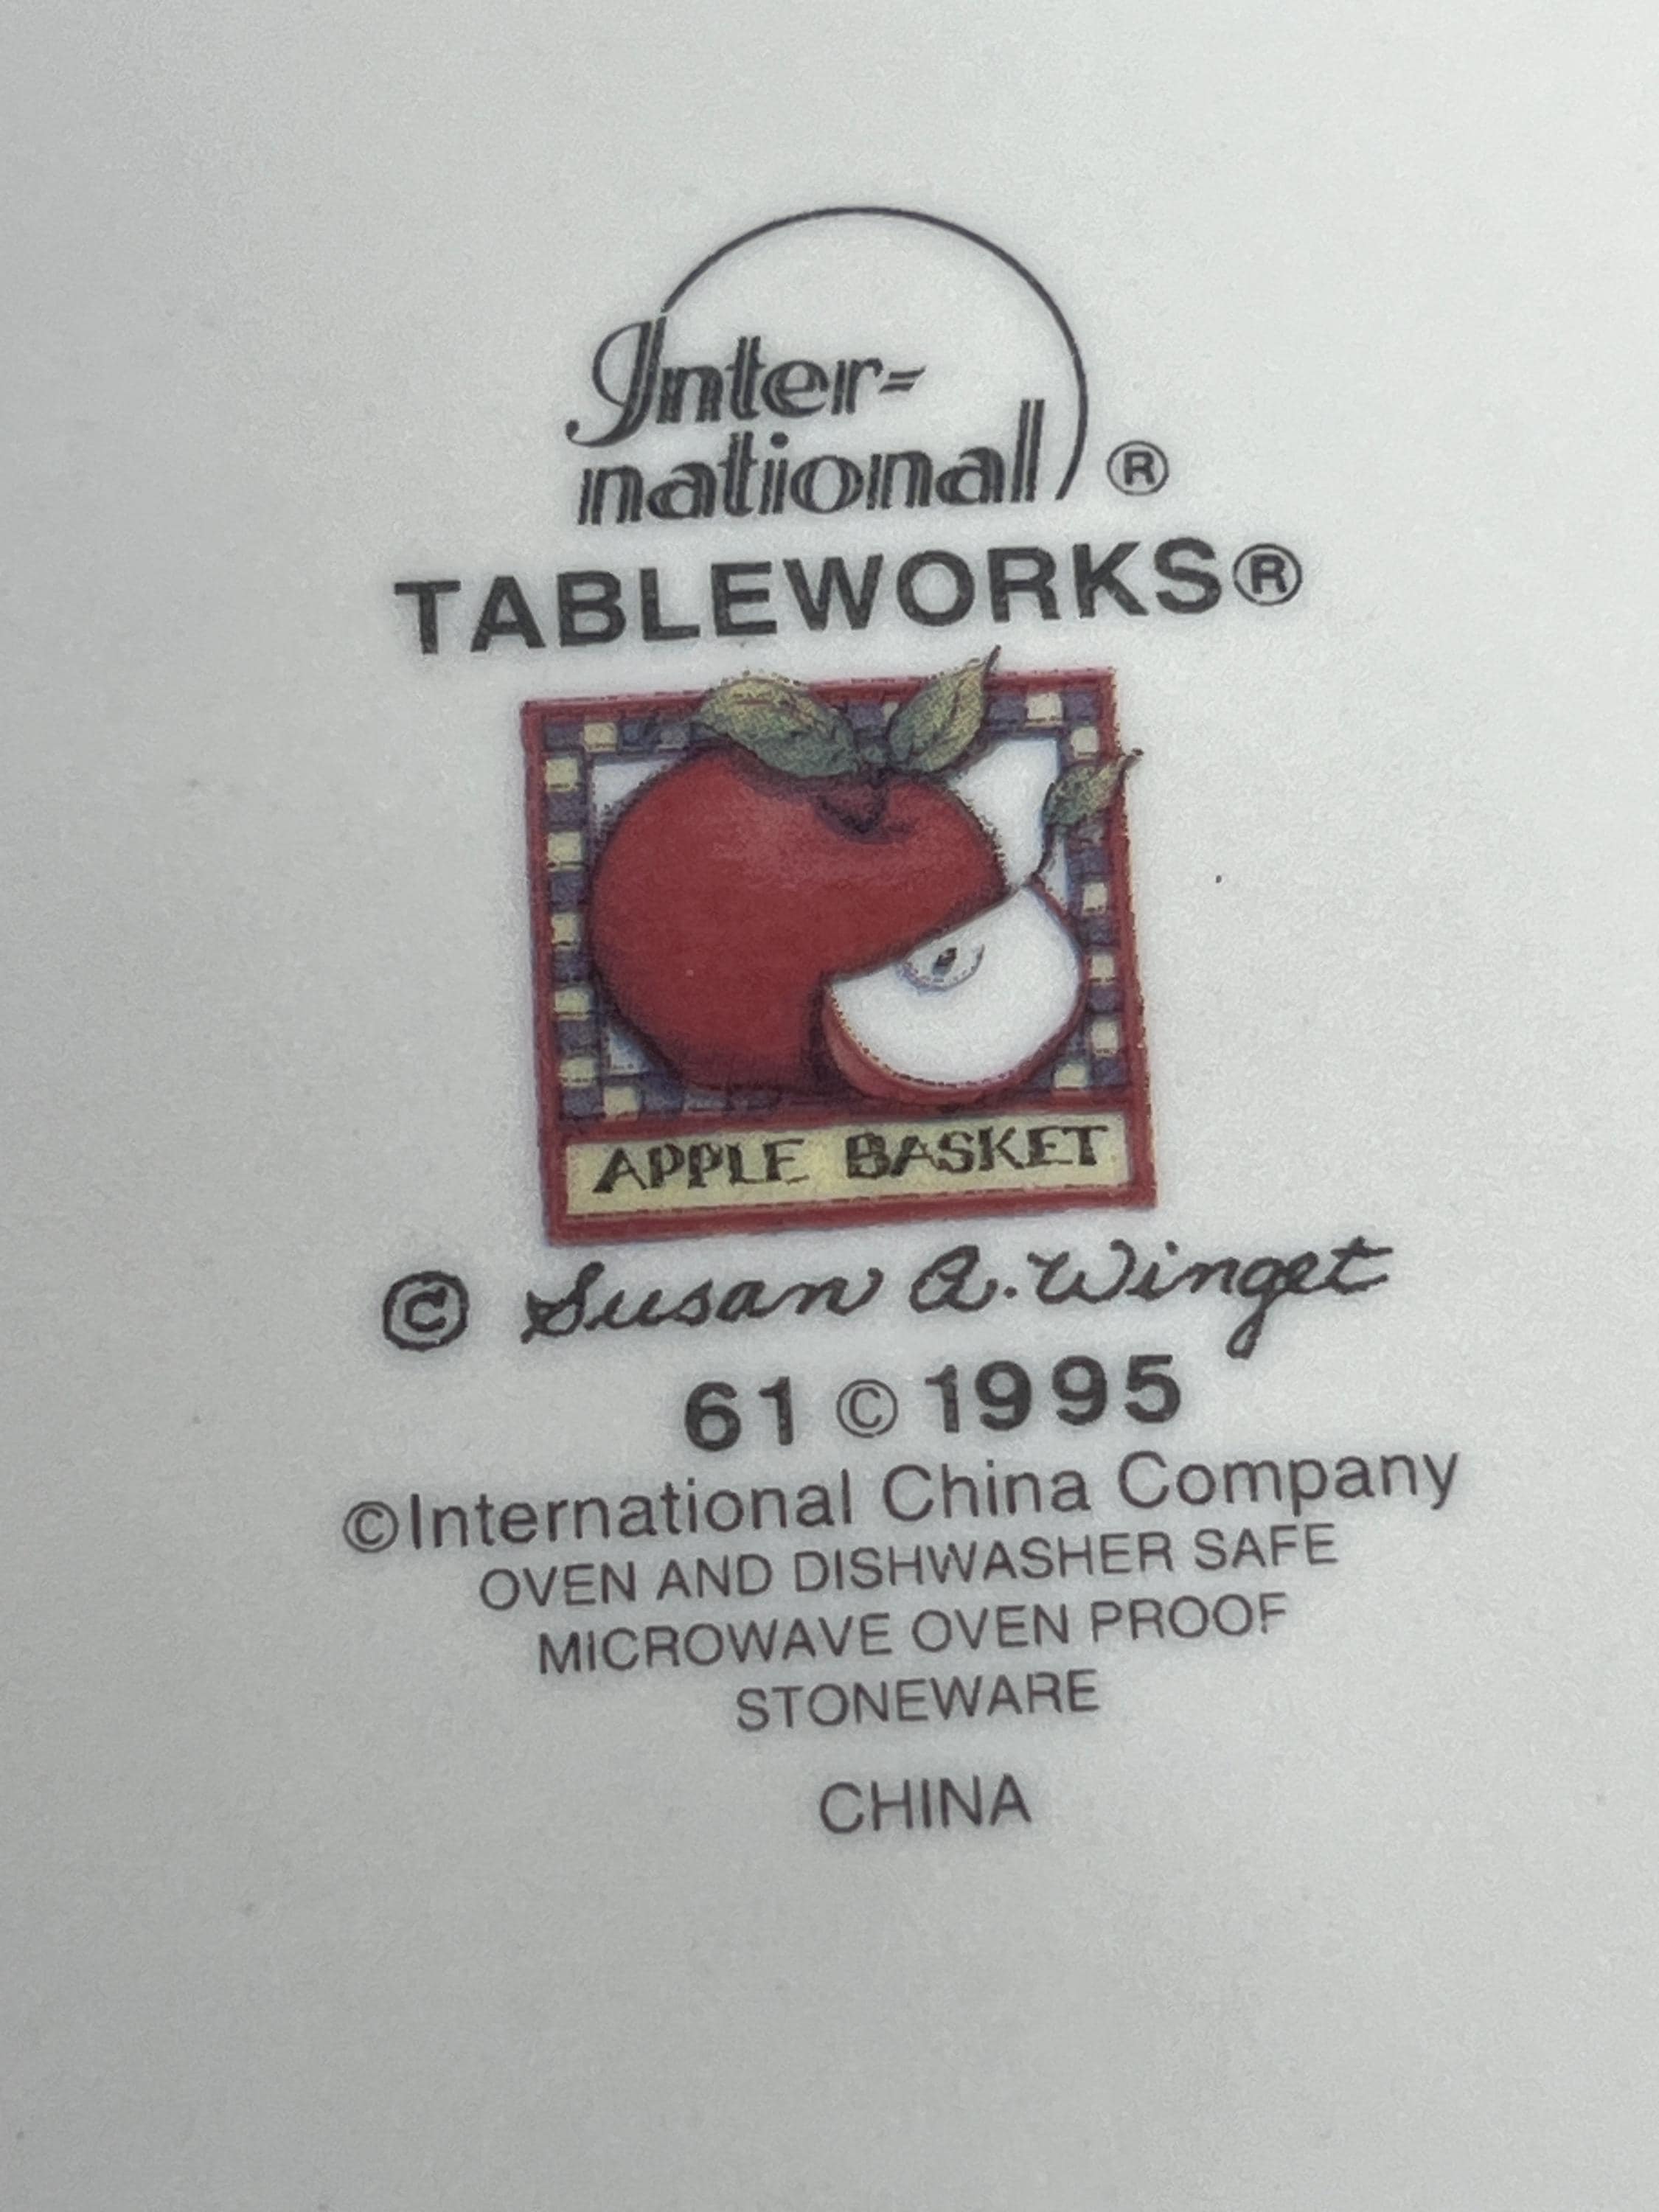 Inter-
national ®
TABLEWORKS®
APPLE BASKET
© Susan A. Winget
61 © 1995
©International China Company
OVEN AND DISHWASHER SAFE
MICROWAVE OVEN PROOF
STONEWARE
CHINA